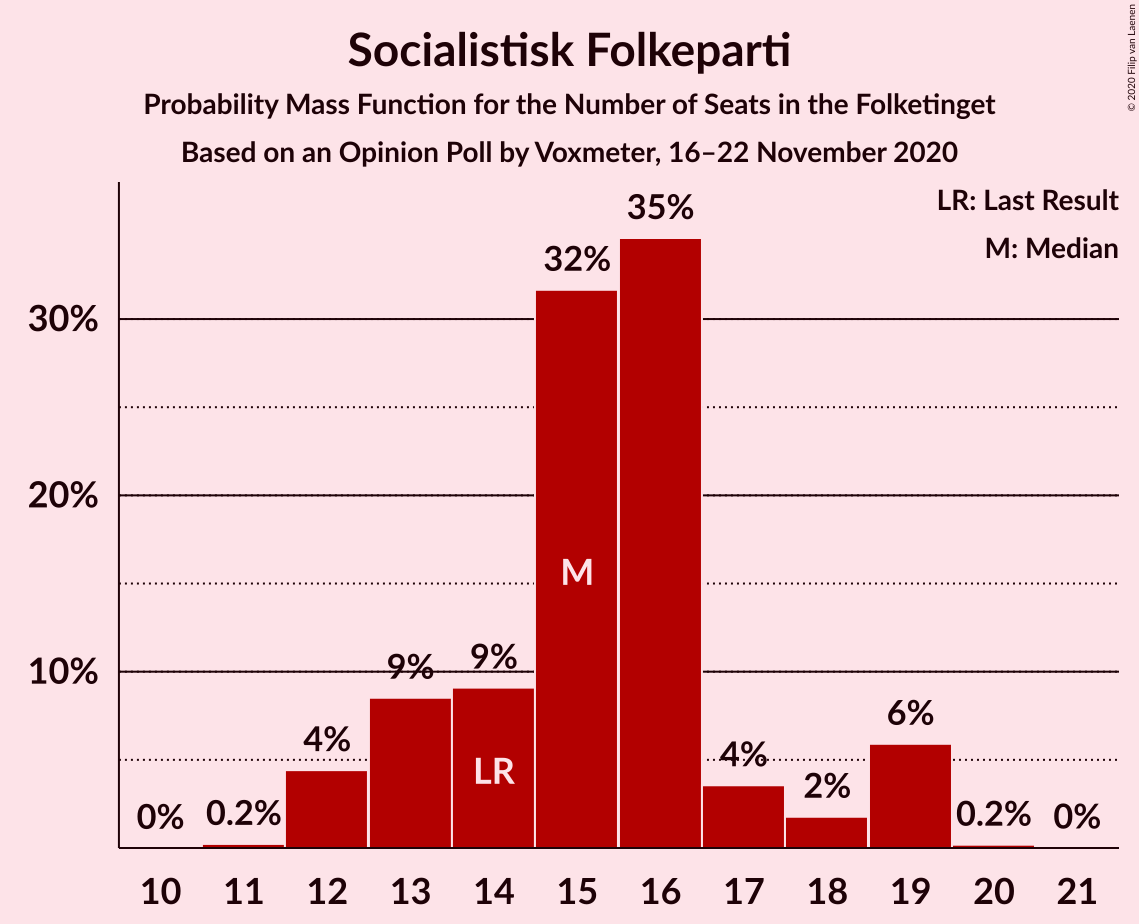 Socialistisk Folkeparti
Probability Mass Function for the Number of Seats in the Folketinget
Based on an Opinion Poll by Voxmeter, 16–22 November 2020
© 2020 Filip van Laenen
LR: Last Result
M: Median
30%
20%
10%
0%
0.2%
4%
9%
9%
32%
35%
4%
2%
6%
0.2%
0%
LR
M
10 11 12 13 14 15 16 17 18 19 20 21